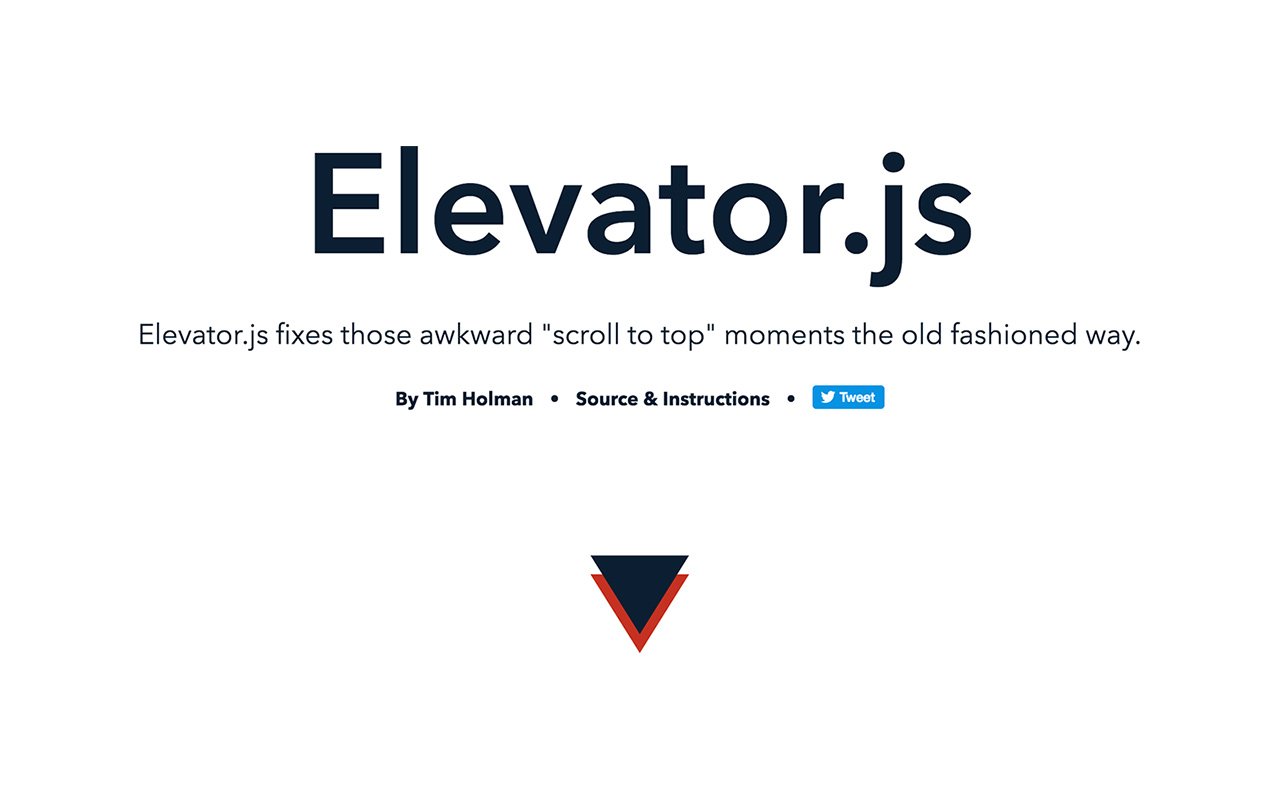 Elevator.js
Elevator.js fixes those awkward "scroll to top" moments the old fashioned way.
By Tim Holman • Source & Instructions • Tweet